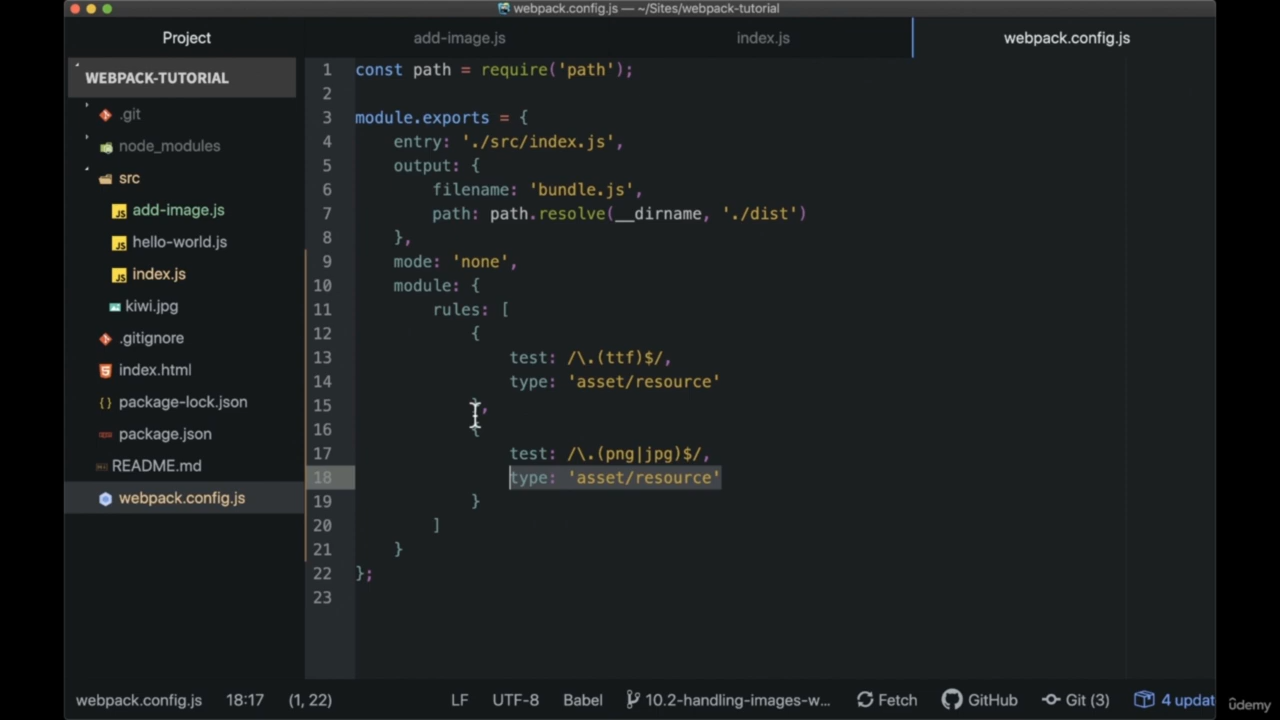 webpack.config.js — ~/Sites/webpack-tutorial
Project
add-image.js
index.js
webpack.config.js
WEBPACK-TUTORIAL
.git
node_modules
src
add-image.js
hello-world.js
index.js
kiwi.jpg
.gitignore
index.html
package-lock.json
package.json
README.md
webpack.config.js
1 const path = require('path');
2
3 module.exports = {
4 entry: './src/index.js',
5 output: {
6 filename: 'bundle.js',
7 path: path.resolve(__dirname, './dist')
8 },
9 mode: 'none',
10 module: {
11 rules: [
12 {
13 test: /\.(ttf)$/,
14 type: 'asset/resource'
15 },
16 {
17 test: /\.(png|jpg)$/,
18 type: 'asset/resource'
19 }
20 ]
21 }
22 };
23
webpack.config.js 18:17 (1, 22) LF UTF-8 Babel 10.2-handling-images-w... Fetch GitHub Git (3) 4 updat
ûdemy